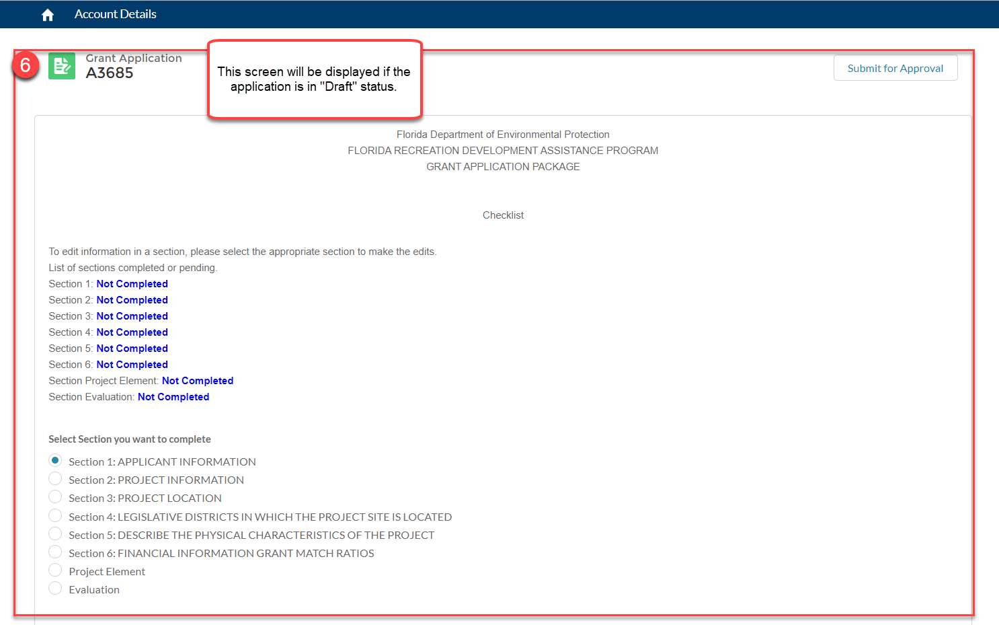 Account Details
6
Grant Application
A3685
This screen will be displayed if the
application is in "Draft" status.
Submit for Approval
Florida Department of Environmental Protection
FLORIDA RECREATION DEVELOPMENT ASSISTANCE PROGRAM
GRANT APPLICATION PACKAGE
Checklist
To edit information in a section, please select the appropriate section to make the edits.
List of sections completed or pending.
Section 1: Not Completed
Section 2: Not Completed
Section 3: Not Completed
Section 4: Not Completed
Section 5: Not Completed
Section 6: Not Completed
Section Project Element: Not Completed
Section Evaluation: Not Completed
Select Section you want to complete
Section 1: APPLICANT INFORMATION
Section 2: PROJECT INFORMATION
Section 3: PROJECT LOCATION
Section 4: LEGISLATIVE DISTRICTS IN WHICH THE PROJECT SITE IS LOCATED
Section 5: DESCRIBE THE PHYSICAL CHARACTERISTICS OF THE PROJECT
Section 6: FINANCIAL INFORMATION GRANT MATCH RATIOS
Project Element
Evaluation